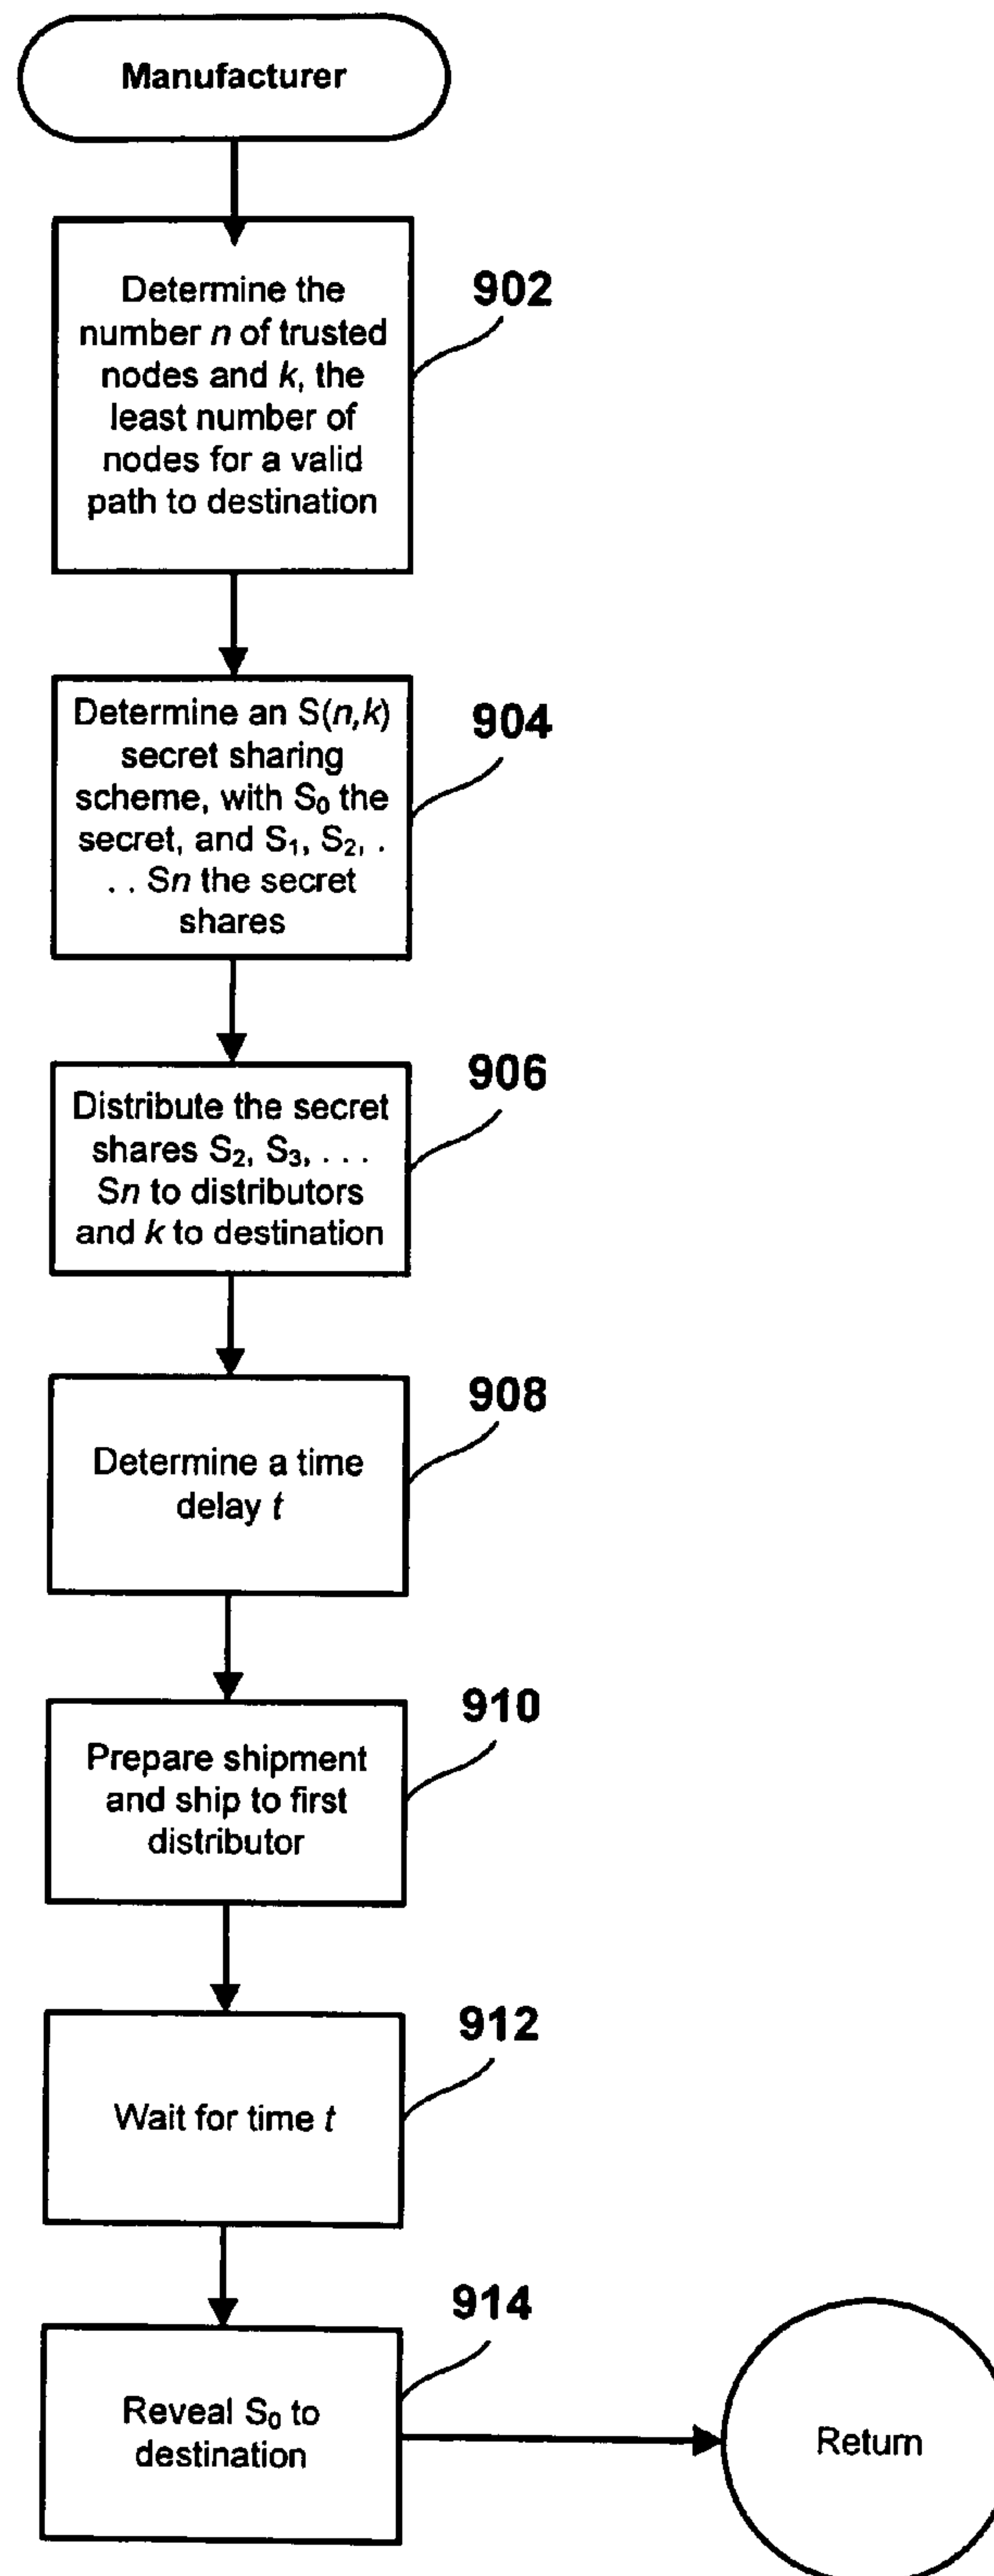 Manufacturer
902
Determine the
number n of trusted
nodes and k, the
least number of
nodes for a valid
path to destination
904
Determine an S(n,k)
secret sharing
scheme, with S₀ the
secret, and S₁, S₂, .
. . Sn the secret
shares
906
Distribute the secret
shares S₂, S₃, . . .
Sn to distributors
and k to destination
908
Determine a time
delay t
910
Prepare shipment
and ship to first
distributor
912
Wait for time t
914
Reveal S₀ to
destination
Return